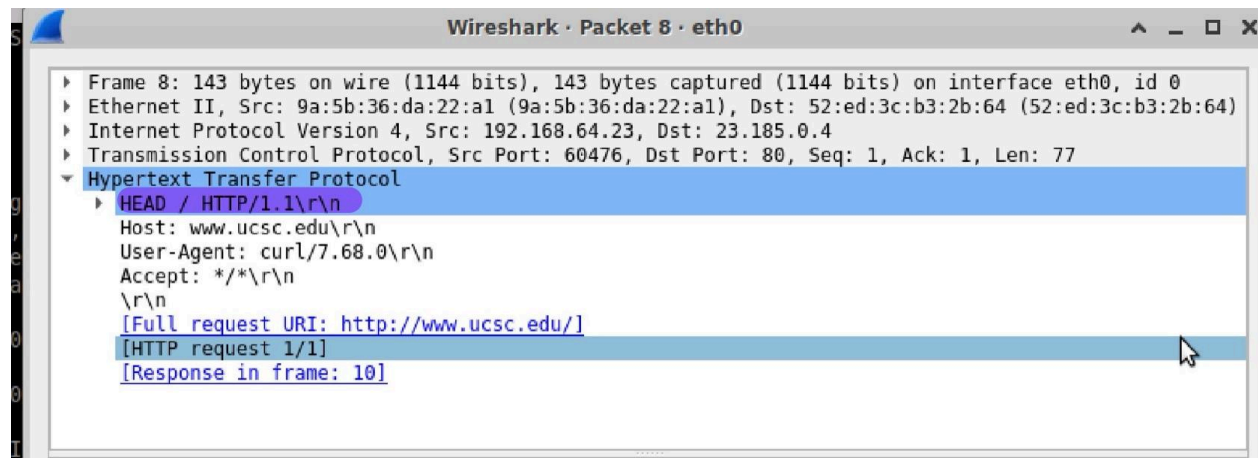 Wireshark · Packet 8 · eth0
Frame 8: 143 bytes on wire (1144 bits), 143 bytes captured (1144 bits) on interface eth0, id 0
Ethernet II, Src: 9a:5b:36:da:22:a1 (9a:5b:36:da:22:a1), Dst: 52:ed:3c:b3:2b:64 (52:ed:3c:b3:2b:64)
Internet Protocol Version 4, Src: 192.168.64.23, Dst: 23.185.0.4
Transmission Control Protocol, Src Port: 60476, Dst Port: 80, Seq: 1, Ack: 1, Len: 77
Hypertext Transfer Protocol
HEAD / HTTP/1.1\r\n
Host: www.ucsc.edu\r\n
User-Agent: curl/7.68.0\r\n
Accept: */*\r\n
\r\n
[Full request URI: http://www.ucsc.edu/]
[HTTP request 1/1]
[Response in frame: 10]